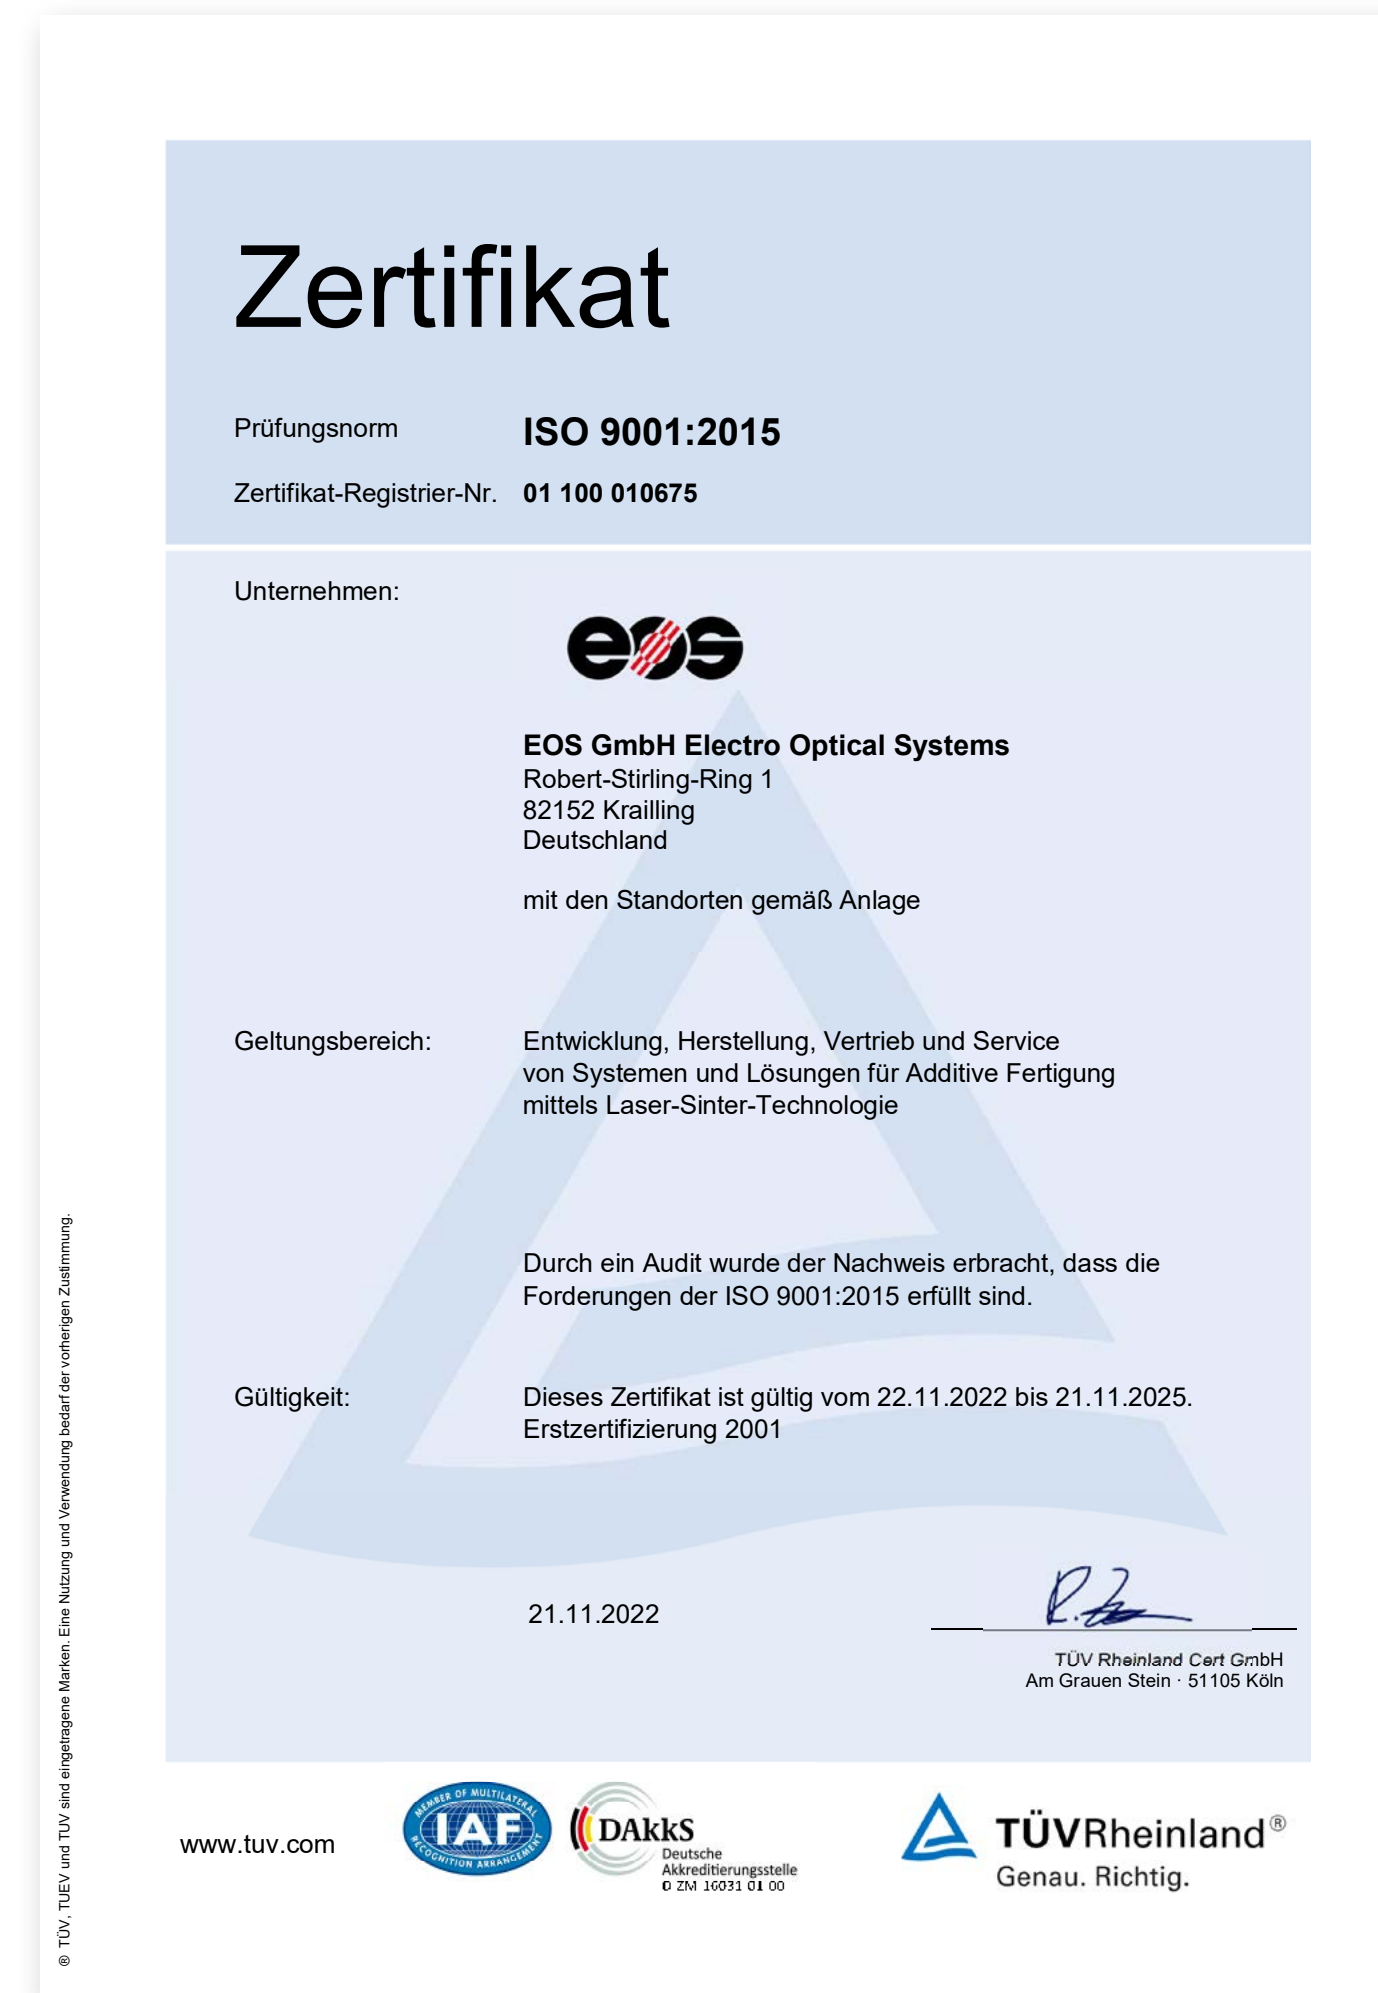 Zertifikat
Prüfungsnorm ISO 9001:2015
Zertifikat-Registrier-Nr. 01 100 010675
Unternehmen:
eos
EOS GmbH Electro Optical Systems
Robert-Stirling-Ring 1
82152 Krailling
Deutschland
mit den Standorten gemäß Anlage
Geltungsbereich: Entwicklung, Herstellung, Vertrieb und Service
von Systemen und Lösungen für Additive Fertigung
mittels Laser-Sinter-Technologie
Durch ein Audit wurde der Nachweis erbracht, dass die
Forderungen der ISO 9001:2015 erfüllt sind.
Gültigkeit: Dieses Zertifikat ist gültig vom 22.11.2022 bis 21.11.2025.
Erstzertifizierung 2001
21.11.2022
TÜV Rheinland Cert GmbH
Am Grauen Stein · 51105 Köln
www.tuv.com
MEMBER OF MULTILATERAL
IAF
RECOGNITION ARRANGEMENT
DAkkS
Deutsche
Akkreditierungsstelle
D ZM 16031 01 00
TÜVRheinland®
Genau. Richtig.
® TÜV, TUEV und TUV sind eingetragene Marken. Eine Nutzung und Verwendung bedarf der vorherigen Zustimmung.